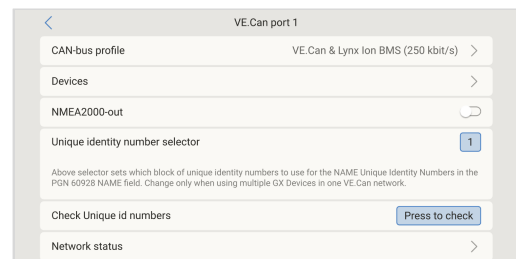 VE.Can port 1
CAN-bus profile VE.Can & Lynx Ion BMS (250 kbit/s)
Devices
NMEA2000-out
Unique identity number selector 1
Above selector sets which block of unique identity numbers to use for the NAME Unique Identity Numbers in the
PGN 60928 NAME field. Change only when using multiple GX Devices in one VE.Can network.
Check Unique id numbers Press to check
Network status